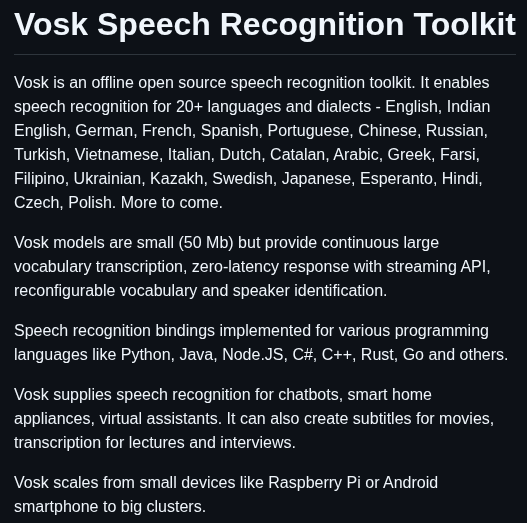 Vosk Speech Recognition Toolkit
Vosk is an offline open source speech recognition toolkit. It enables
speech recognition for 20+ languages and dialects - English, Indian
English, German, French, Spanish, Portuguese, Chinese, Russian,
Turkish, Vietnamese, Italian, Dutch, Catalan, Arabic, Greek, Farsi,
Filipino, Ukrainian, Kazakh, Swedish, Japanese, Esperanto, Hindi,
Czech, Polish. More to come.
Vosk models are small (50 Mb) but provide continuous large
vocabulary transcription, zero-latency response with streaming API,
reconfigurable vocabulary and speaker identification.
Speech recognition bindings implemented for various programming
languages like Python, Java, Node.JS, C#, C++, Rust, Go and others.
Vosk supplies speech recognition for chatbots, smart home
appliances, virtual assistants. It can also create subtitles for movies,
transcription for lectures and interviews.
Vosk scales from small devices like Raspberry Pi or Android
smartphone to big clusters.